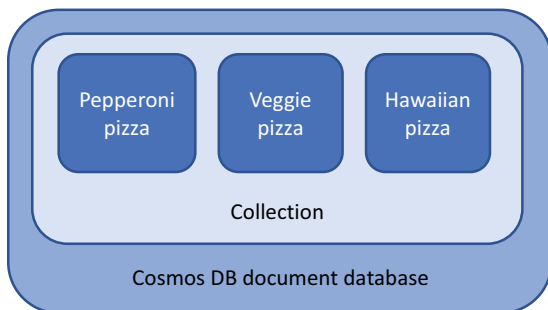 Pepperoni
pizza
Veggie
pizza
Hawaiian
pizza
Collection
Cosmos DB document database